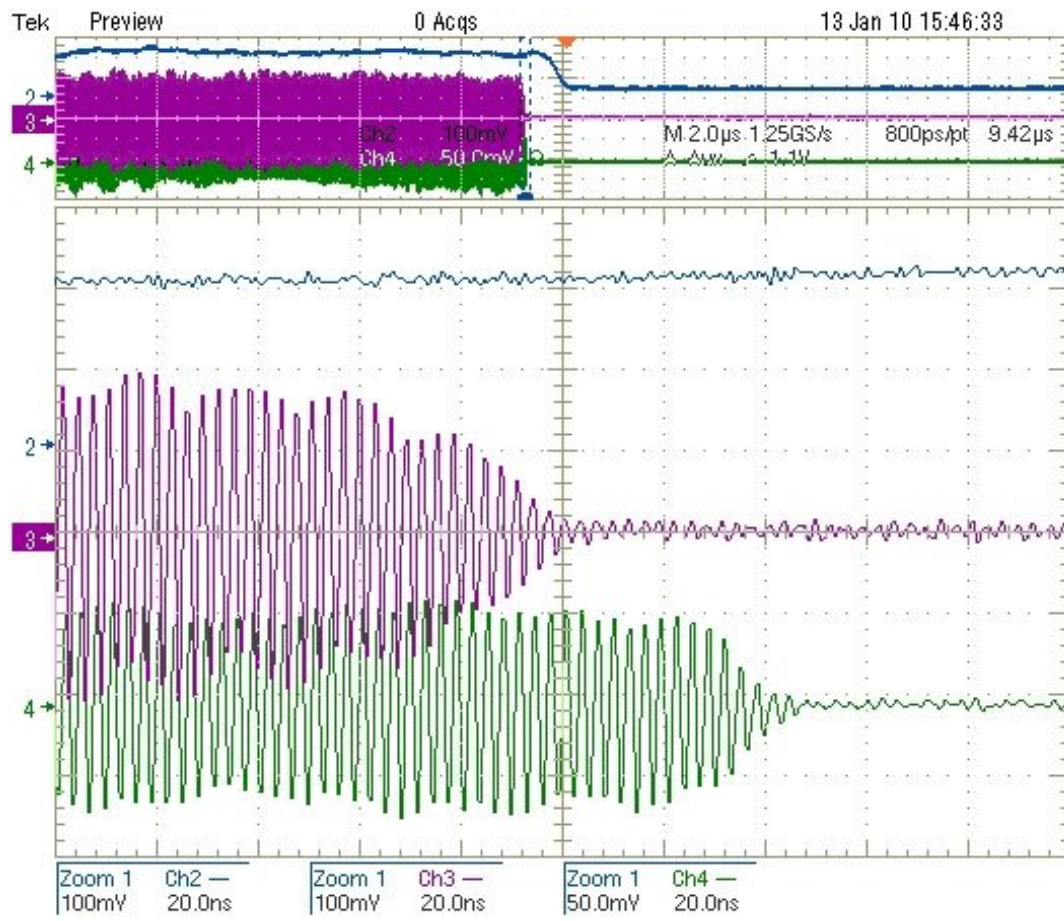 Tek Preview 0 Acqs 13 Jan 10 15:46:33
2
3
4
Ch2 100mV M 2.0µs 1.25GS/s 800ps/pt 9.42µs
Ch4 50.0mV 1.1V
2
3
4
Zoom 1 Ch2 Zoom 1 Ch3 Zoom 1 Ch4
100mV 20.0ns 100mV 20.0ns 50.0mV 20.0ns